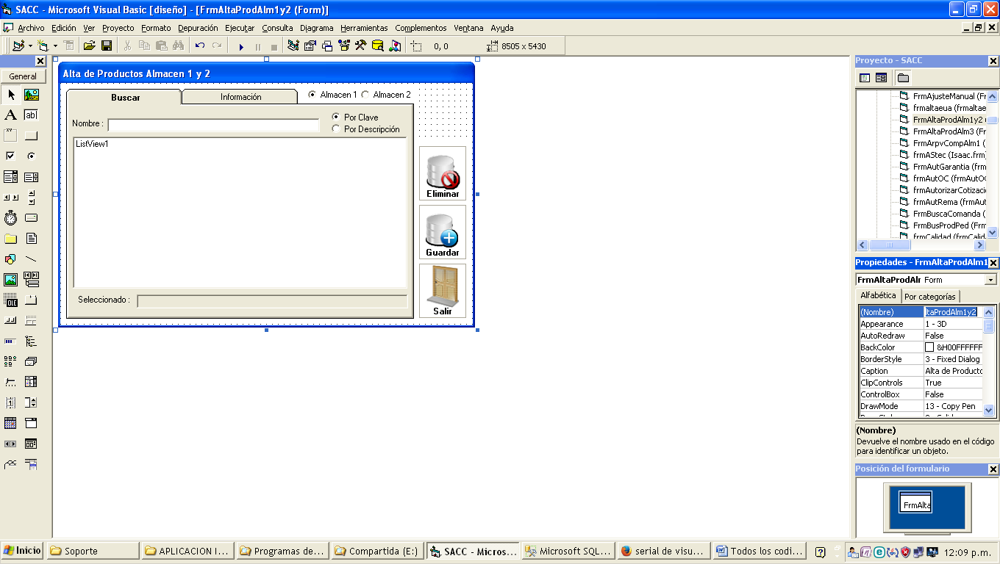 SACC - Microsoft Visual Basic [diseño] - [FrmAltaProdAlm1y2 (Form)]
Archivo Edición Ver Proyecto Formato Depuración Ejecutar Consulta Diagrama Herramientas Complementos Ventana Ayuda
0, 0 8505 x 5430
General
Alta de Productos Almacen 1 y 2
Buscar Información Almacen 1 Almacen 2
Nombre :
Por Clave
Por Descripción
ListView1
Eliminar
Guardar
Salir
Seleccionado :
Proyecto - SACC
FrmAjusteManual (Fr
frmaltaeua (frmaltae
FrmAltaProdAlm1y2
FrmAltaProdAlm3 (Fr
FrmArpvCompAlm1 (
frmAStec (Isaac.frm)
FrmAutGarantia (frm
frmAutOC (frmAutOC
frmAutorizarCotizacio
frmAutRema (frmAut
FrmBuscaComanda (
FrmBusProdPed (Frm
frmCalidad (frmCalid
Propiedades - FrmAltaProdAlm1
FrmAltaProdAlr Form
Alfabética Por categorías
(Nombre) taProdAlm1y2
Appearance 1 - 3D
AutoRedraw False
BackColor &H00FFFFFF
BorderStyle 3 - Fixed Dialog
Caption Alta de Producto
ClipControls True
ControlBox False
DrawMode 13 - Copy Pen
(Nombre)
Devuelve el nombre usado en el código
para identificar un objeto.
Posición del formulario
FrmAlta
Inicio Soporte APLICACION I... Programas de... Compartida (E:) SACC - Micros... Microsoft SQL... serial de visu... Todos los codi... 12:09 p.m.